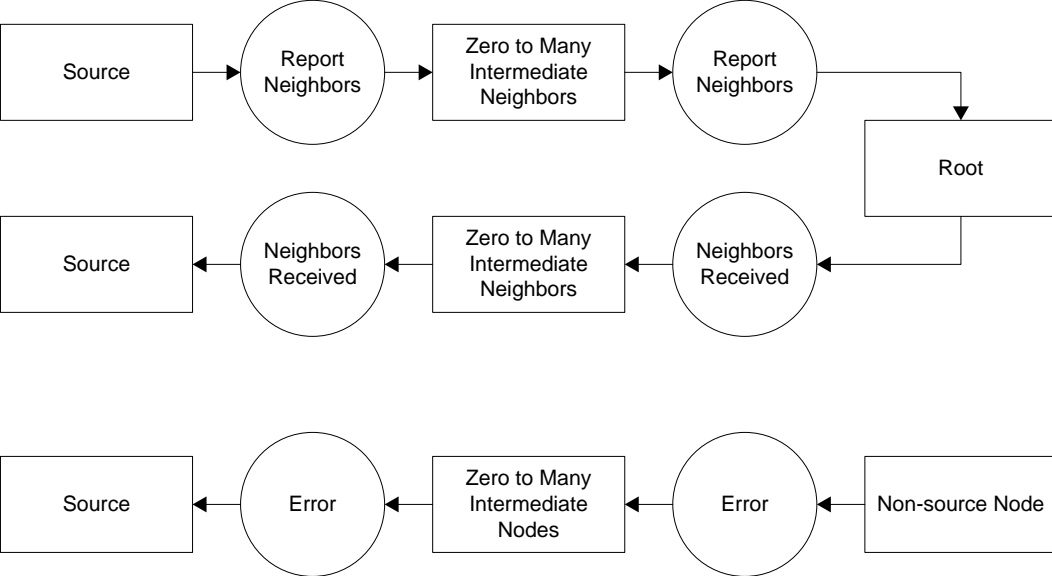 Source
Report
Neighbors
Zero to Many
Intermediate
Neighbors
Report
Neighbors
Root
Source
Neighbors
Received
Zero to Many
Intermediate
Neighbors
Neighbors
Received
Source
Error
Zero to Many
Intermediate
Nodes
Error
Non-source Node